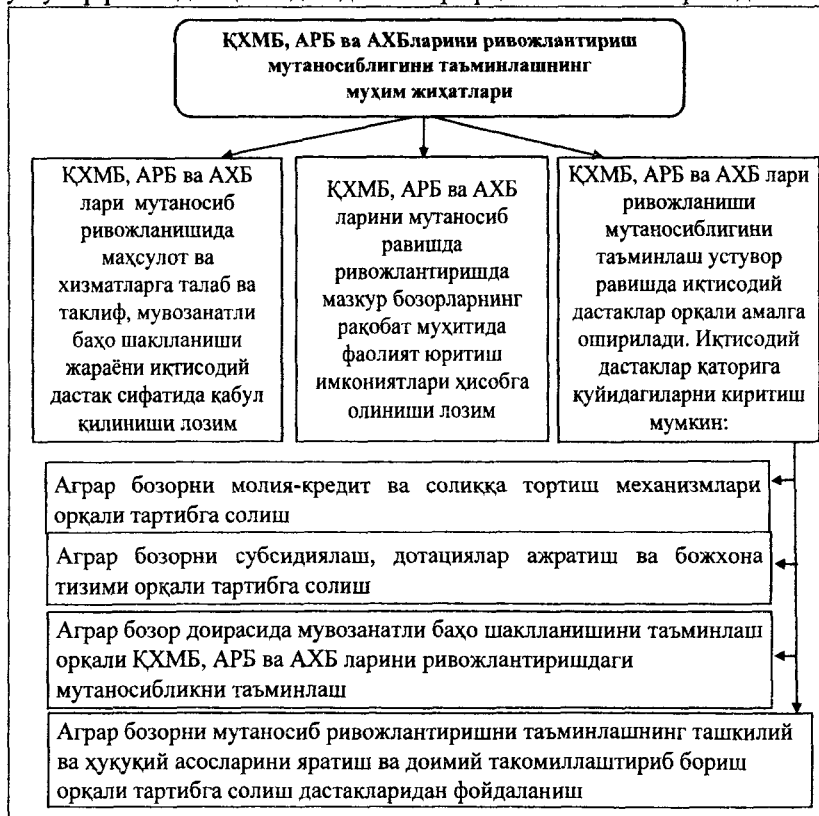 ҚХМБ, АРБ ва АХБларини ривожлантириш
мутаносиблигини таъминлашнинг
муҳим жиҳатлари
ҚХМБ, АРБ ва АХБ
лари мутаносиб
ривожланишида
маҳсулот ва
хизматларга талаб ва
таклиф, мувозанатли
баҳо шаклланиши
жараёни иқтисодий
дастак сифатида қабул
қилиниши лозим
ҚХМБ, АРБ ва АХБ
ларини мутаносиб
равишда
ривожлантиришда
мазкур бозорларнинг
рақобат муҳитида
фаолият юритиш
имкониятлари ҳисобга
олиниши лозим
ҚХМБ, АРБ ва АХБ лари
ривожланиши
мутаносиблигини
таъминлаш устувор
равишда иқтисодий
дастаклар орқали амалга
оширилади. Иқтисодий
дастаклар қаторига
қуйидагиларни киритиш
мумкин:
Аграр бозорни молия-кредит ва солиққа тортиш механизмлари
орқали тартибга солиш
Аграр бозорни субсидиялаш, дотациялар ажратиш ва божхона
тизими орқали тартибга солиш
Аграр бозор доирасида мувозанатли баҳо шаклланишини таъминлаш
орқали ҚХМБ, АРБ ва АХБ ларини ривожлантиришдаги
мутаносибликни таъминлаш
Аграр бозорни мутаносиб ривожлантиришни таъминлашнинг ташкилий
ва ҳуқуқий асосларини яратиш ва доимий такомиллаштириб бориш
орқали тартибга солиш дастакларидан фойдаланиш